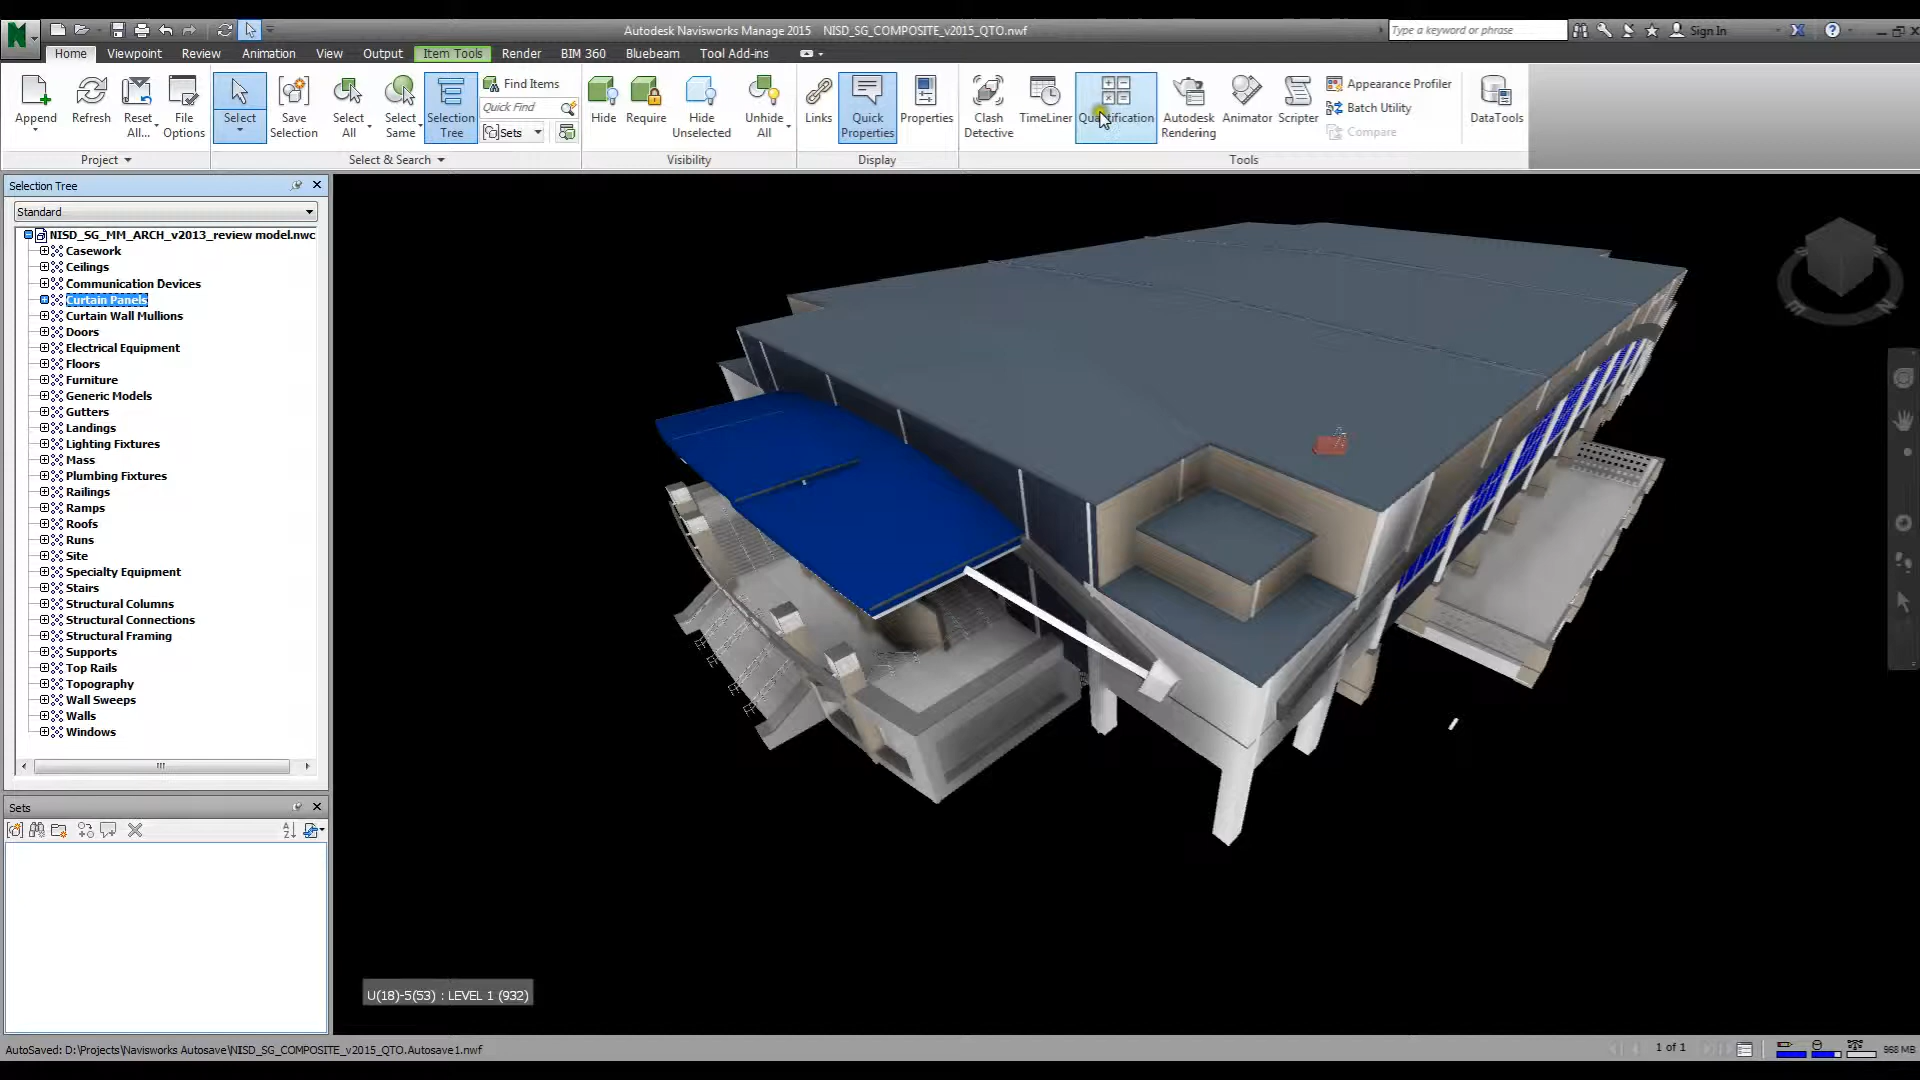 Autodesk Navisworks Manage 2015 NISD_SG_COMPOSITE_v2015_QTO.nwf
Type a keyword or phrase
Sign In
Home Viewpoint Review Animation View Output Item Tools Render BIM 360 Bluebeam Tool Add-ins
Append
Refresh
Reset All...
File Options
Project
Select
Save Selection
Select All
Select Same
Selection Tree
Find Items
Quick Find
Sets
Select & Search
Hide
Require
Hide Unselected
Unhide All
Visibility
Links
Quick Properties
Properties
Display
Clash Detective
TimeLiner
Quantification
Autodesk Rendering
Animator
Scripter
Appearance Profiler
Batch Utility
Compare
Tools
DataTools
Selection Tree
Standard
NISD_SG_MM_ARCH_v2013_review model.nwc
Casework
Ceilings
Communication Devices
Curtain Panels
Curtain Wall Mullions
Doors
Electrical Equipment
Floors
Furniture
Generic Models
Gutters
Landings
Lighting Fixtures
Mass
Plumbing Fixtures
Railings
Ramps
Roofs
Runs
Site
Specialty Equipment
Stairs
Structural Columns
Structural Connections
Structural Framing
Supports
Top Rails
Topography
Wall Sweeps
Walls
Windows
Sets
U(18)-5(53) : LEVEL 1 (932)
AutoSaved: D:\Projects\Navisworks Autosave\NISD_SG_COMPOSITE_v2015_QTO.Autosave1.nwf
1 of 1
968 MB